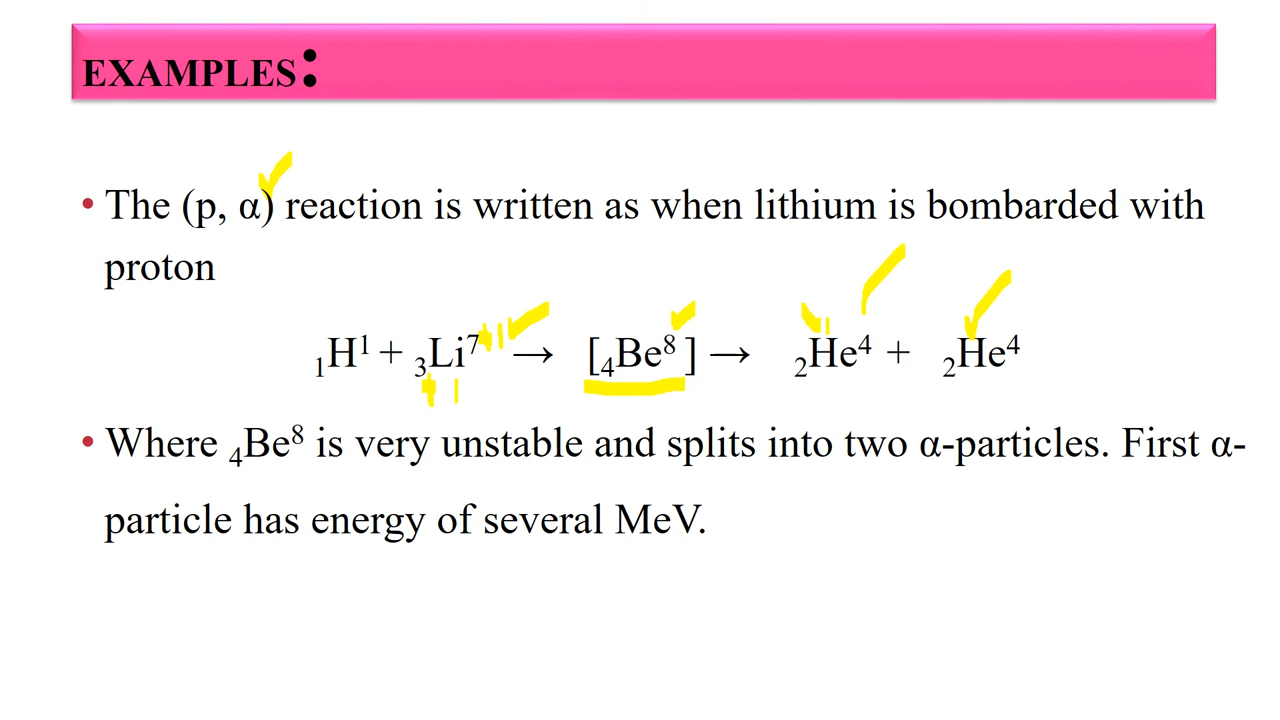 EXAMPLES:
• The (p, α) reaction is written as when lithium is bombarded with
proton
₁H¹ + ₃Li⁷ → [₄Be⁸ ] → ₂He⁴ + ₂He⁴
• Where ₄Be⁸ is very unstable and splits into two α-particles. First α-
particle has energy of several MeV.